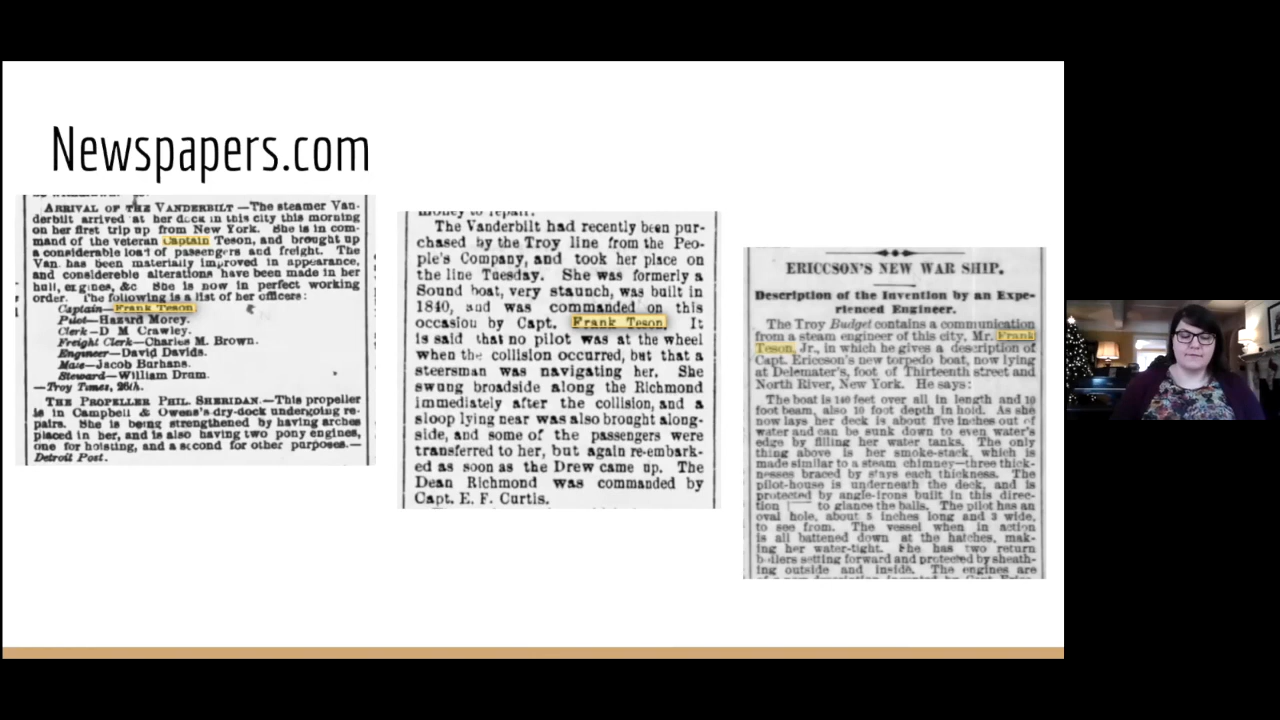 Newspapers.com
ARRIVAL OF THE VANDERBILT —The steamer Van-
derbilt arrived at her dock in this city this morning
on her first trip up from New York. She is in com-
mand of the veteran Captain Teson, and brought up
a considerable load of passengers and freight. The
Van. has been materially improved in appearance,
and considerable alterations have been made in her
hull, engines, &c She is now in perfect working
order. The following is a list of her officers:
Captain—Frank Teson.
Pilot—Hazard Morey.
Clerk—D M Crawley.
Freight Clerk—Charles M. Brown.
Engineer—David Davids.
Mate—Jacob Barhans.
Steward—William Drum.
—Troy Times, 26th.
THE PROPELLER PHIL. SHERIDAN.—This propeller
is in Campbell & Owens's dry-dock undergoing re-
pairs. She is being strengthened by having arches
placed in her, and is also having two pony engines,
one for hoisting, and a second for other purposes.—
Detroit Post.
money to repair.
The Vanderbilt had recently been pur-
chased by the Troy line from the Peo-
ple's Company, and took her place on
the line Tuesday. She was formerly a
Sound boat, very staunch, was built in
1840, and was commanded on this
occasion by Capt. Frank Teson. It
is said that no pilot was at the wheel
when the collision occurred, but that a
steersman was navigating her. She
swung broadside along the Richmond
immediately after the collision, and a
sloop lying near was also brought along-
side, and some of the passengers were
transferred to her, but again re-embark-
ed as soon as the Drew came up. The
Dean Richmond was commanded by
Capt. E. F. Curtis.
ERICCSON'S NEW WAR SHIP.
Description of the Invention by an Expe-
rienced Engineer.
The Troy Budget contains a communication
from a steam engineer of this city, Mr. Frank
Teson, Jr., in which he gives a description of
Capt. Ericcson's new torpedo boat, now lying
at Delemater's, foot of Thirteenth street and
North River, New York. He says:
The boat is 140 feet over all in length and 10
foot beam, also 10 foot depth in hold. As she
now lays her deck is about five inches out of
water and can be sunk down to even water's
edge by filling her water tanks. The only
thing above is her smoke-stack, which is
made similar to a steam chimney—three thick-
nesses braced by stays each thickness. The
pilot-house is underneath the deck, and is
protected by angle-irons built in this direc-
tion to glance the balls. The pilot has an
oval hole, about 5 inches long and 3 wide,
to see from. The vessel when in action
is all battened down at the hatches, mak-
ing her water-tight. She has two return
boilers setting forward and protected by sheath-
ing outside and inside. The engines are